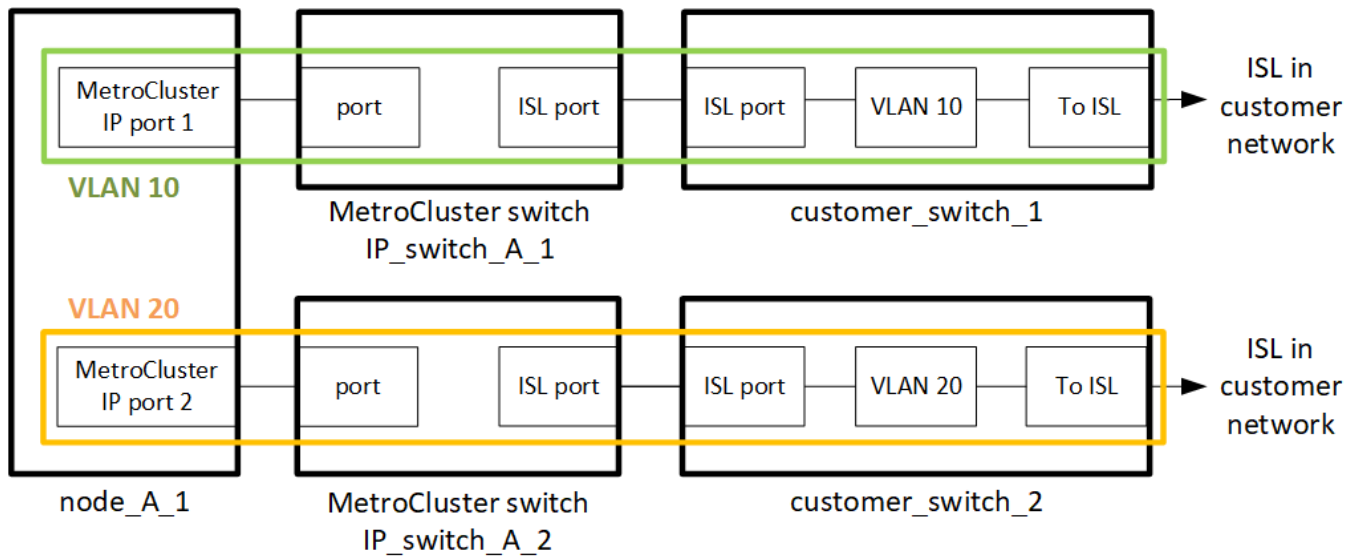 MetroCluster
IP port 1
port
ISL port
ISL port
VLAN 10
To ISL
ISL in
customer
network
VLAN 10
MetroCluster switch
IP_switch_A_1
customer_switch_1
VLAN 20
MetroCluster
IP port 2
port
ISL port
ISL port
VLAN 20
To ISL
ISL in
customer
network
node_A_1
MetroCluster switch
IP_switch_A_2
customer_switch_2